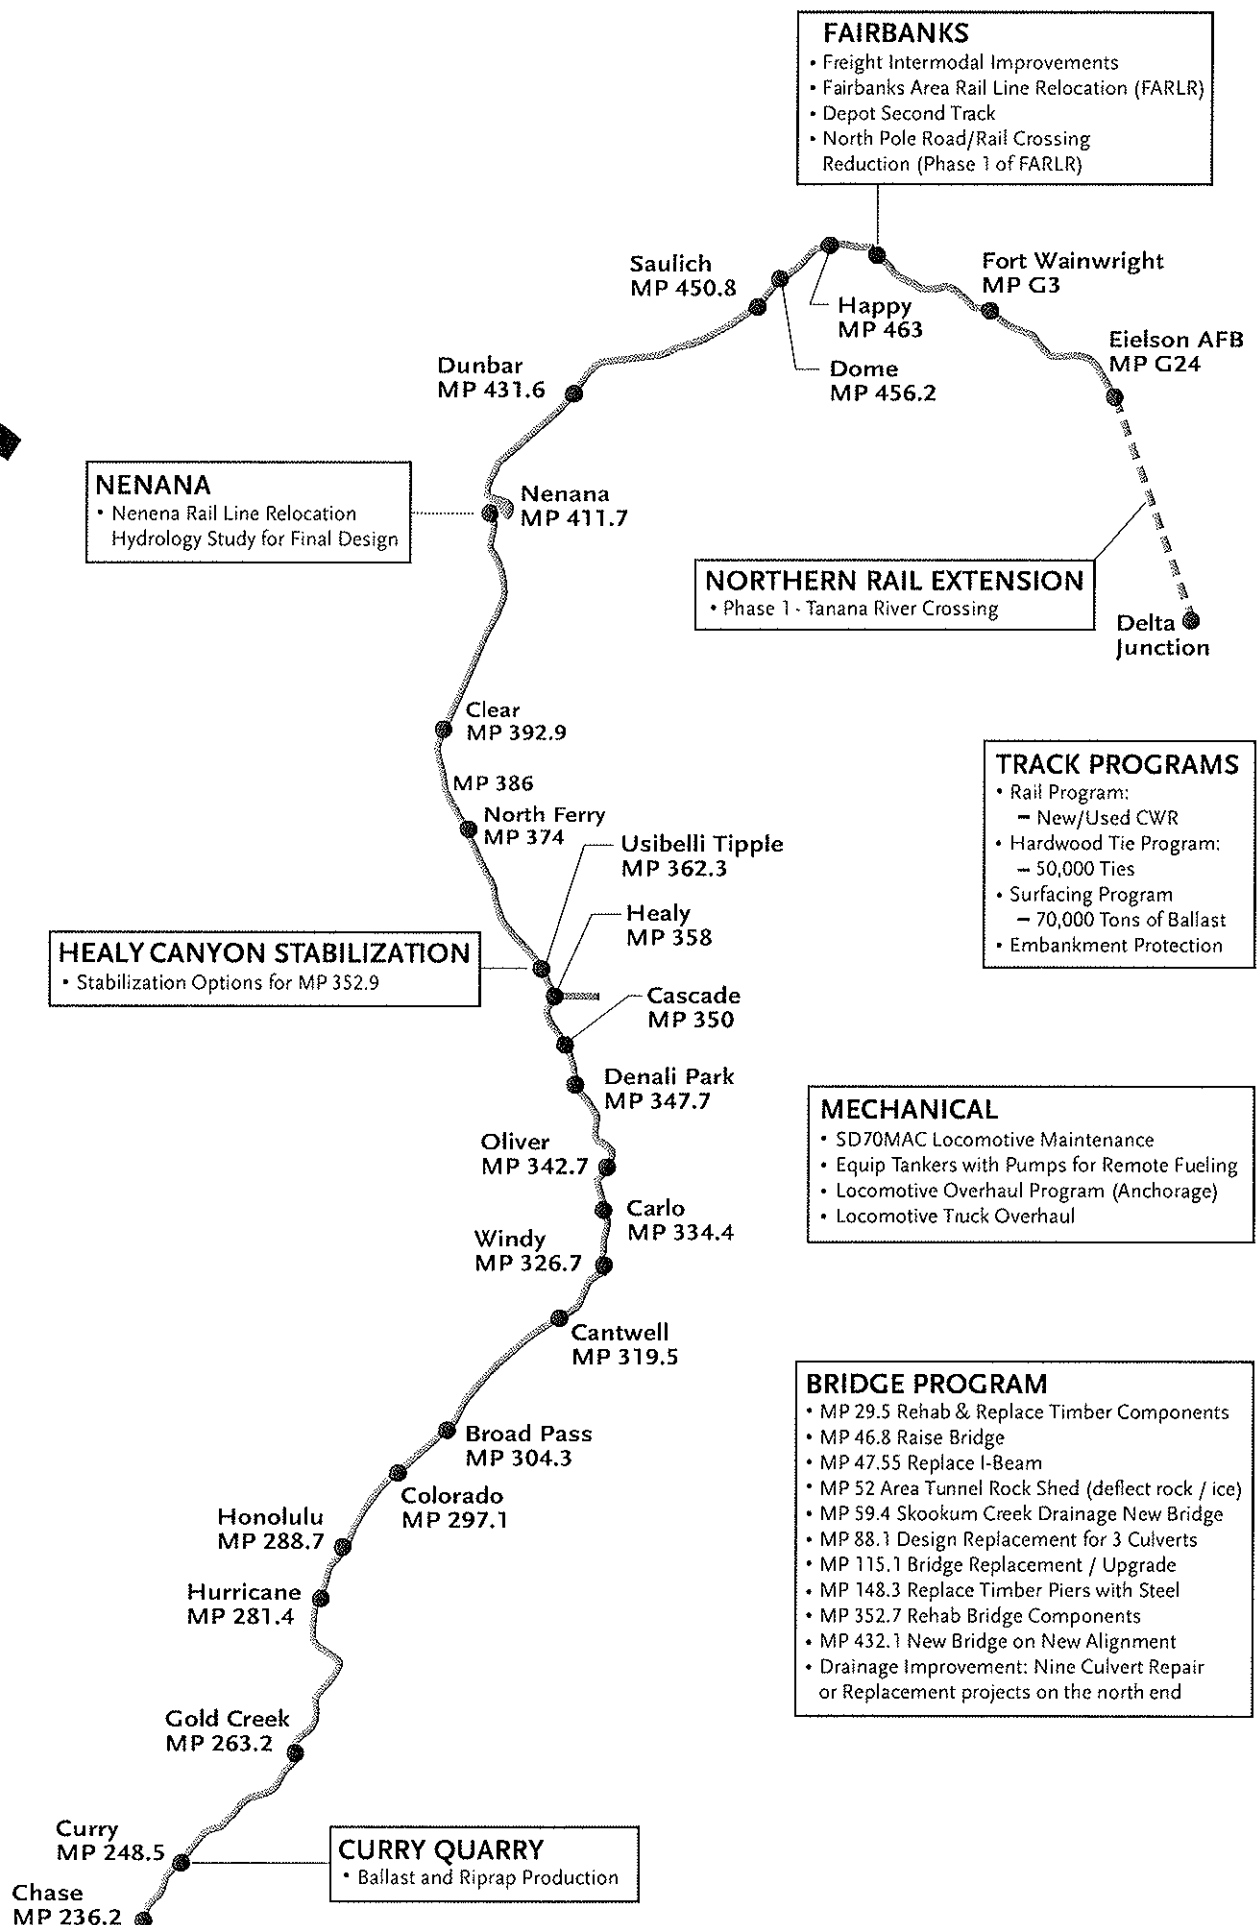 FAIRBANKS
• Freight Intermodal Improvements
• Fairbanks Area Rail Line Relocation (FARLR)
• Depot Second Track
• North Pole Road/Rail Crossing
Reduction (Phase 1 of FARLR)
Saulich
MP 450.8
Fort Wainwright
MP G3
Happy
MP 463
Eielson AFB
MP G24
Dunbar
MP 431.6
Dome
MP 456.2
NENANA
• Nenena Rail Line Relocation
Hydrology Study for Final Design
Nenana
MP 411.7
NORTHERN RAIL EXTENSION
• Phase 1 - Tanana River Crossing
Delta
Junction
Clear
MP 392.9
MP 386
North Ferry
MP 374
TRACK PROGRAMS
• Rail Program:
– New/Used CWR
• Hardwood Tie Program:
– 50,000 Ties
• Surfacing Program
– 70,000 Tons of Ballast
• Embankment Protection
Usibelli Tipple
MP 362.3
Healy
MP 358
HEALY CANYON STABILIZATION
• Stabilization Options for MP 352.9
Cascade
MP 350
Denali Park
MP 347.7
MECHANICAL
• SD70MAC Locomotive Maintenance
• Equip Tankers with Pumps for Remote Fueling
• Locomotive Overhaul Program (Anchorage)
• Locomotive Truck Overhaul
Oliver
MP 342.7
Carlo
MP 334.4
Windy
MP 326.7
Cantwell
MP 319.5
BRIDGE PROGRAM
• MP 29.5 Rehab & Replace Timber Components
• MP 46.8 Raise Bridge
• MP 47.55 Replace I-Beam
• MP 52 Area Tunnel Rock Shed (deflect rock / ice)
• MP 59.4 Skookum Creek Drainage New Bridge
• MP 88.1 Design Replacement for 3 Culverts
• MP 115.1 Bridge Replacement / Upgrade
• MP 148.3 Replace Timber Piers with Steel
• MP 352.7 Rehab Bridge Components
• MP 432.1 New Bridge on New Alignment
• Drainage Improvement: Nine Culvert Repair
or Replacement projects on the north end
Broad Pass
MP 304.3
Colorado
MP 297.1
Honolulu
MP 288.7
Hurricane
MP 281.4
Gold Creek
MP 263.2
Curry
MP 248.5
CURRY QUARRY
• Ballast and Riprap Production
Chase
MP 236.2